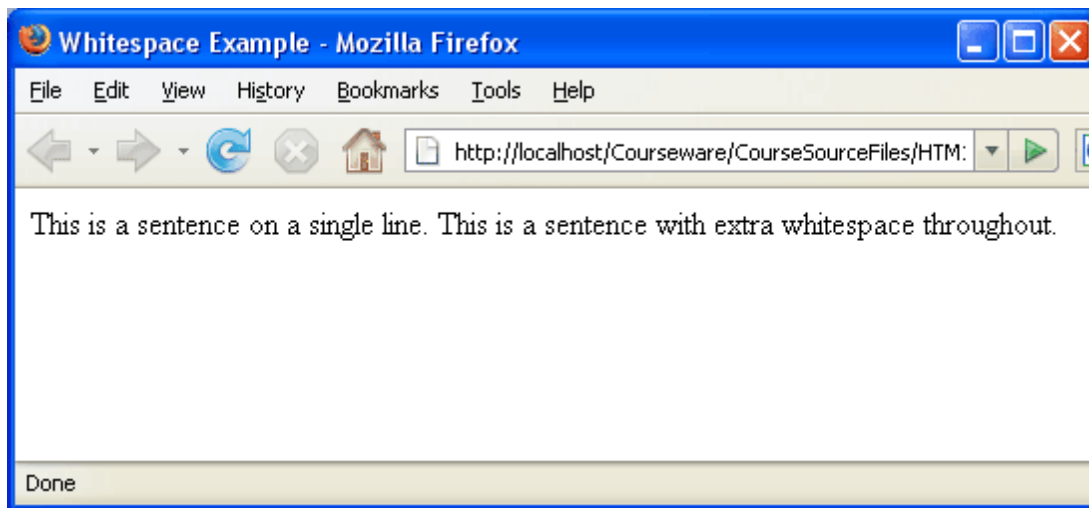 Whitespace Example - Mozilla Firefox
File Edit View History Bookmarks Tools Help
http://localhost/Courseware/CourseSourceFiles/HTM:
This is a sentence on a single line. This is a sentence with extra whitespace throughout.
Done